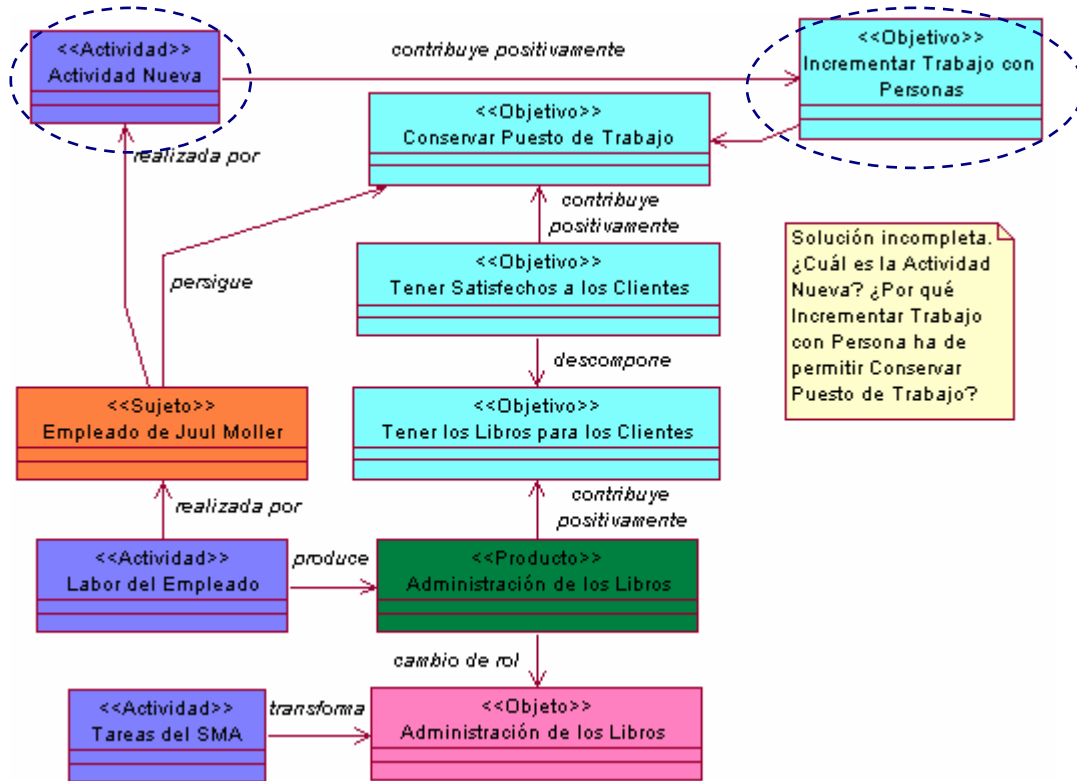 <<Actividad>>
Actividad Nueva
contribuye positivamente
<<Objetivo>>
Incrementar Trabajo con
Personas
<<Objetivo>>
Conservar Puesto de Trabajo
realizada por
contribuye
positivamente
persigue
<<Objetivo>>
Tener Satisfechos a los Clientes
Solución incompleta.
¿Cuál es la Actividad
Nueva? ¿Por qué
Incrementar Trabajo
con Persona ha de
permitir Conservar
Puesto de Trabajo?
descompone
<<Sujeto>>
Empleado de Juul Moller
<<Objetivo>>
Tener los Libros para los Clientes
realizada por
contribuye
positivamente
<<Actividad>>
Labor del Empleado
produce
<<Producto>>
Administración de los Libros
cambio de rol
<<Actividad>>
Tareas del SMA
transforma
<<Objeto>>
Administración de los Libros